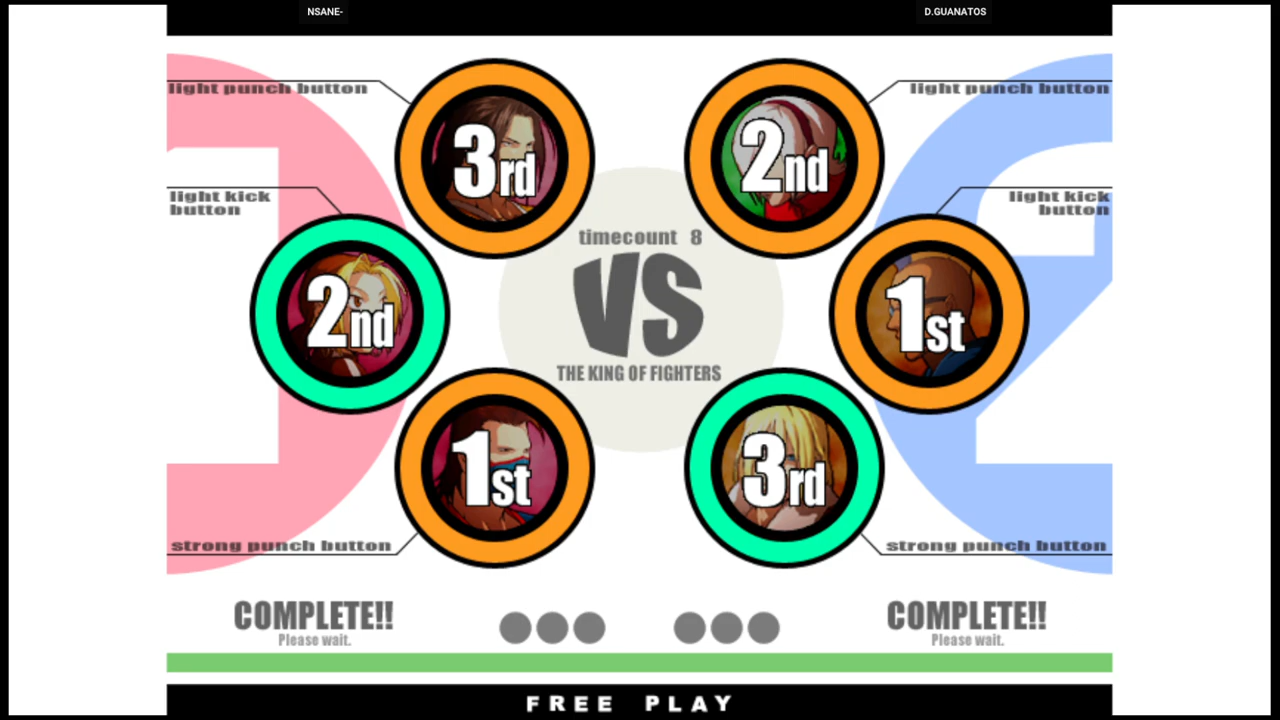 NSANE-
D.GUANATOS
light punch button
light punch button
3rd
2nd
light kick
button
light kick
button
timecount 8
VS
THE KING OF FIGHTERS
2nd
1st
1st
3rd
strong punch button
strong punch button
COMPLETE!!
Please wait.
COMPLETE!!
Please wait.
FREE PLAY